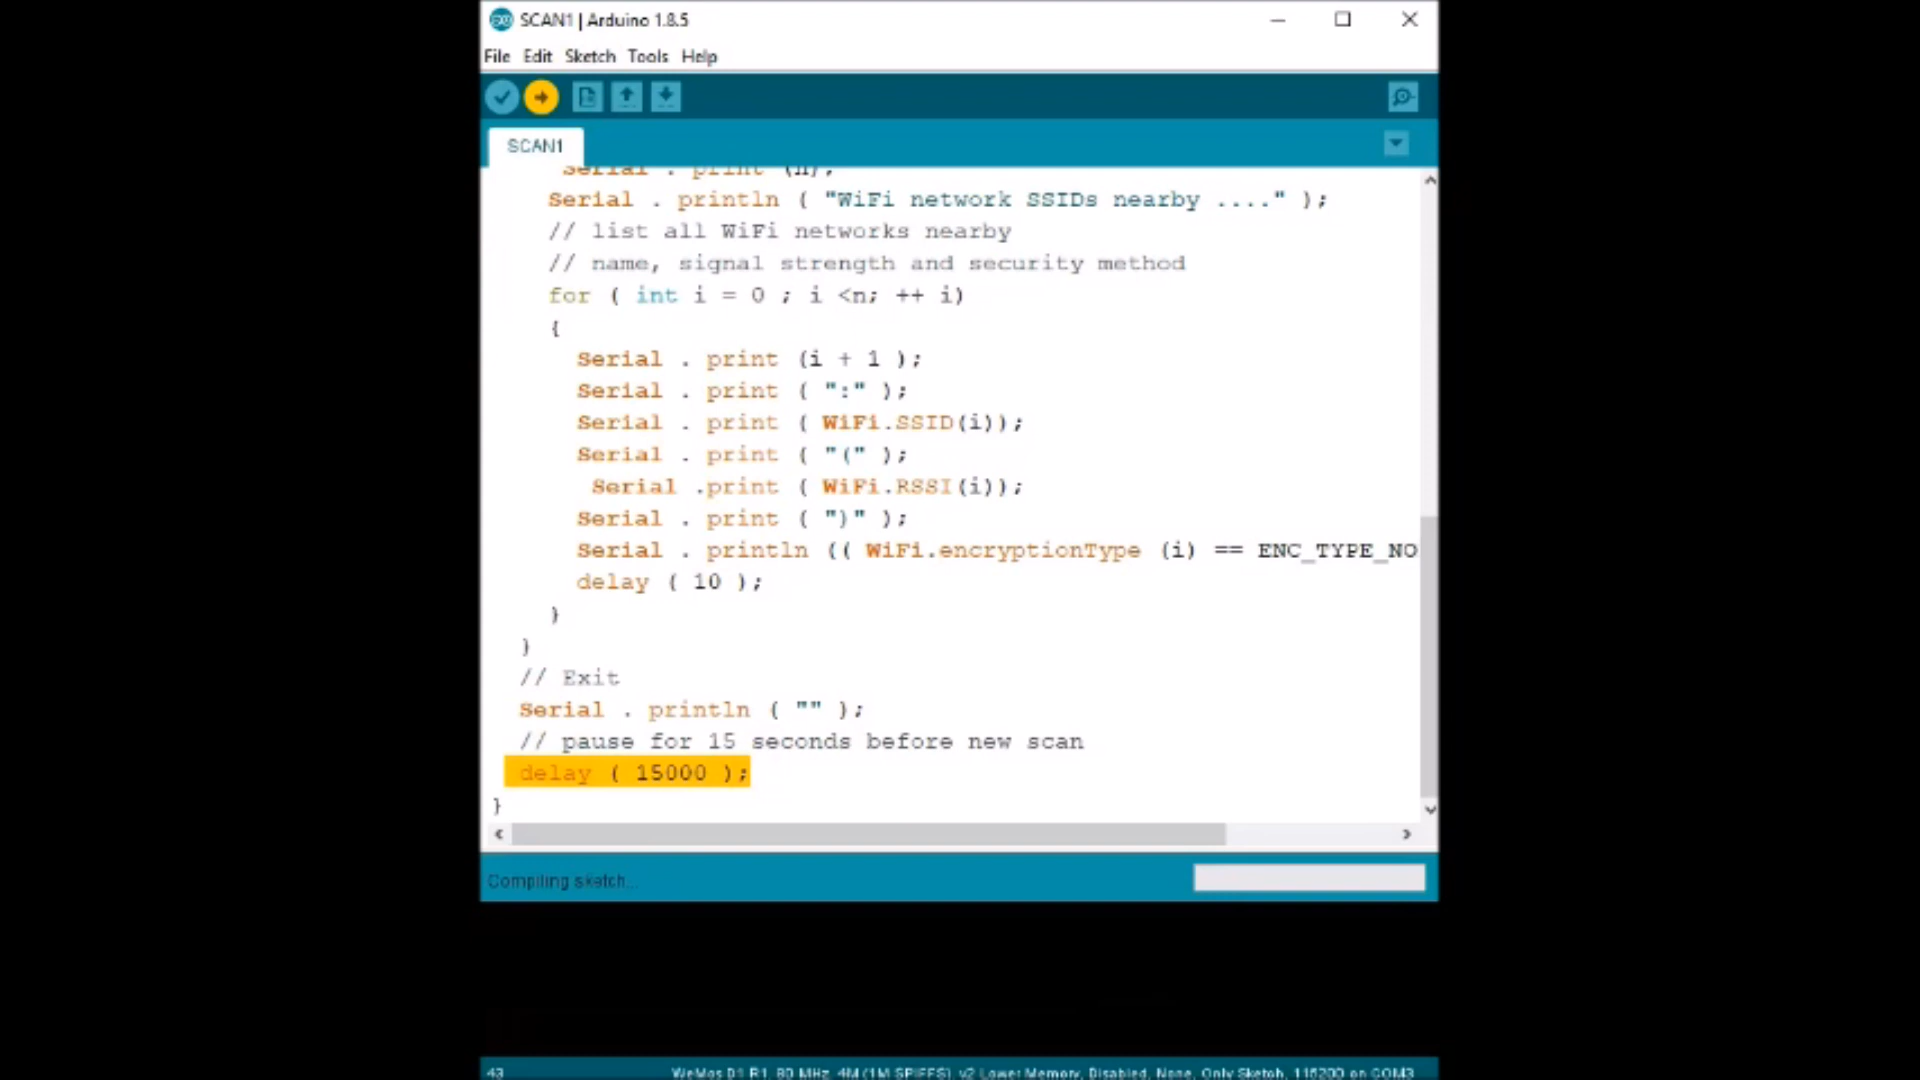 SCAN1 | Arduino 1.8.5
File Edit Sketch Tools Help
SCAN1
Serial . print (n);
Serial . println ( "WiFi network SSIDs nearby ...." );
// list all WiFi networks nearby
// name, signal strength and security method
for ( int i = 0 ; i <n; ++ i)
{
Serial . print (i + 1 );
Serial . print ( ":" );
Serial . print ( WiFi.SSID(i));
Serial . print ( "(" );
Serial .print ( WiFi.RSSI(i));
Serial . print ( ")" );
Serial . println (( WiFi.encryptionType (i) == ENC_TYPE_NO
delay ( 10 );
}
}
// Exit
Serial . println ( "" );
// pause for 15 seconds before new scan
delay ( 15000 );
}
Compiling sketch...
43 WeMos D1 R1, 80 MHz, 4M (1M SPIFFS), v2 Lower Memory, Disabled, None, Only Sketch, 115200 on COM3